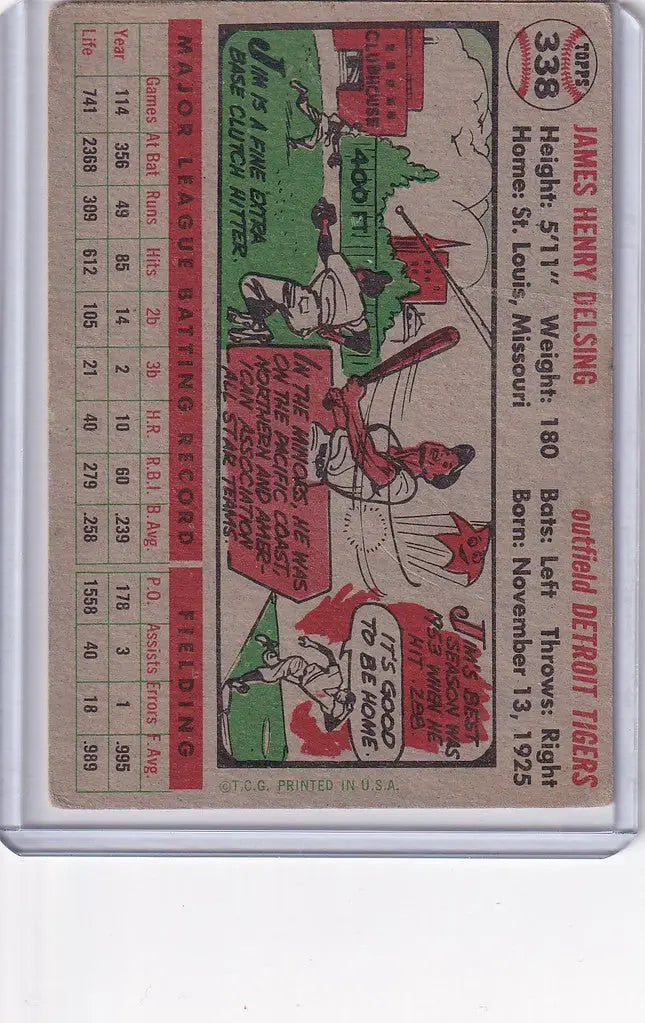 TOPPS
338
JAMES HENRY DELSING outfield DETROIT TIGERS
Height: 5'11" Weight: 180 Bats: Left Throws: Right
Home: St. Louis, Missouri Born: November 13, 1925
CLUBHOUSE
400 FT.
JIM IS A FINE EXTRA
BASE CLUTCH HITTER.
IN THE MINORS, HE WAS
ON THE PACIFIC COAST
NORTHERN AND AMER-
ICAN ASSOCIATION
ALL STAR TEAMS.
JIM'S BEST
SEASON WAS
1953 WHEN HE
HIT .288.
IT'S GOOD
TO BE HOME.
©T.C.G. PRINTED IN U.S.A.
MAJOR LEAGUE BATTING RECORD FIELDING
Games At Bat Runs Hits 2b 3b H.R. R.B.I. B.Avg P.O. Assists Errors F. Avg.
Year 114 356 49 85 14 2 10 60 .239 178 3 1 .995
Life 741 2368 309 612 105 21 40 279 .258 1558 40 18 .989